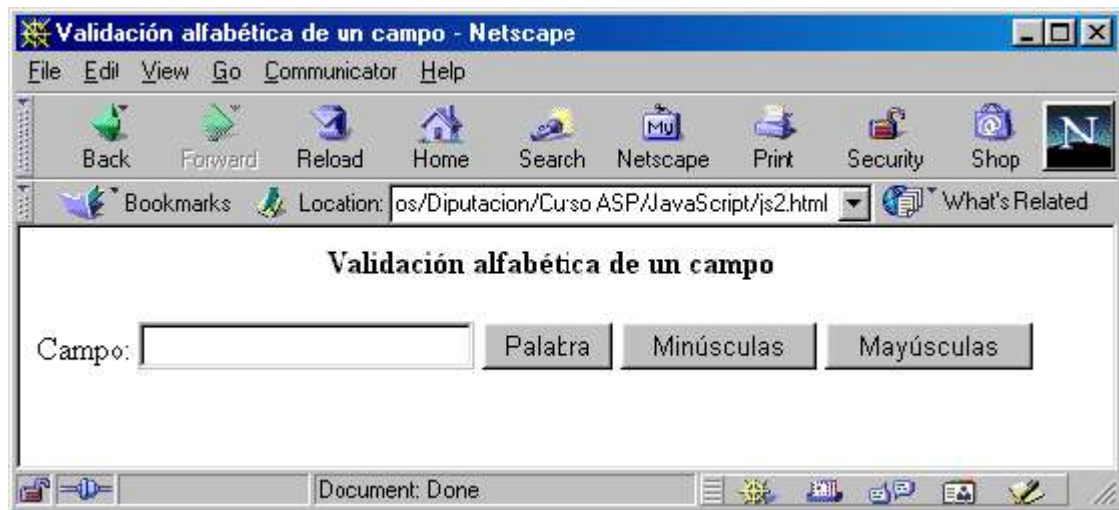 Validación alfabética de un campo - Netscape
File Edit View Go Communicator Help
Back Forward Reload Home Search Netscape Print Security Shop N
My
Bookmarks Location: os/Diputacion/Curso ASP/JavaScript/js2.html What's Related
Validación alfabética de un campo
Campo: Palabra Minúsculas Mayúsculas
Document: Done